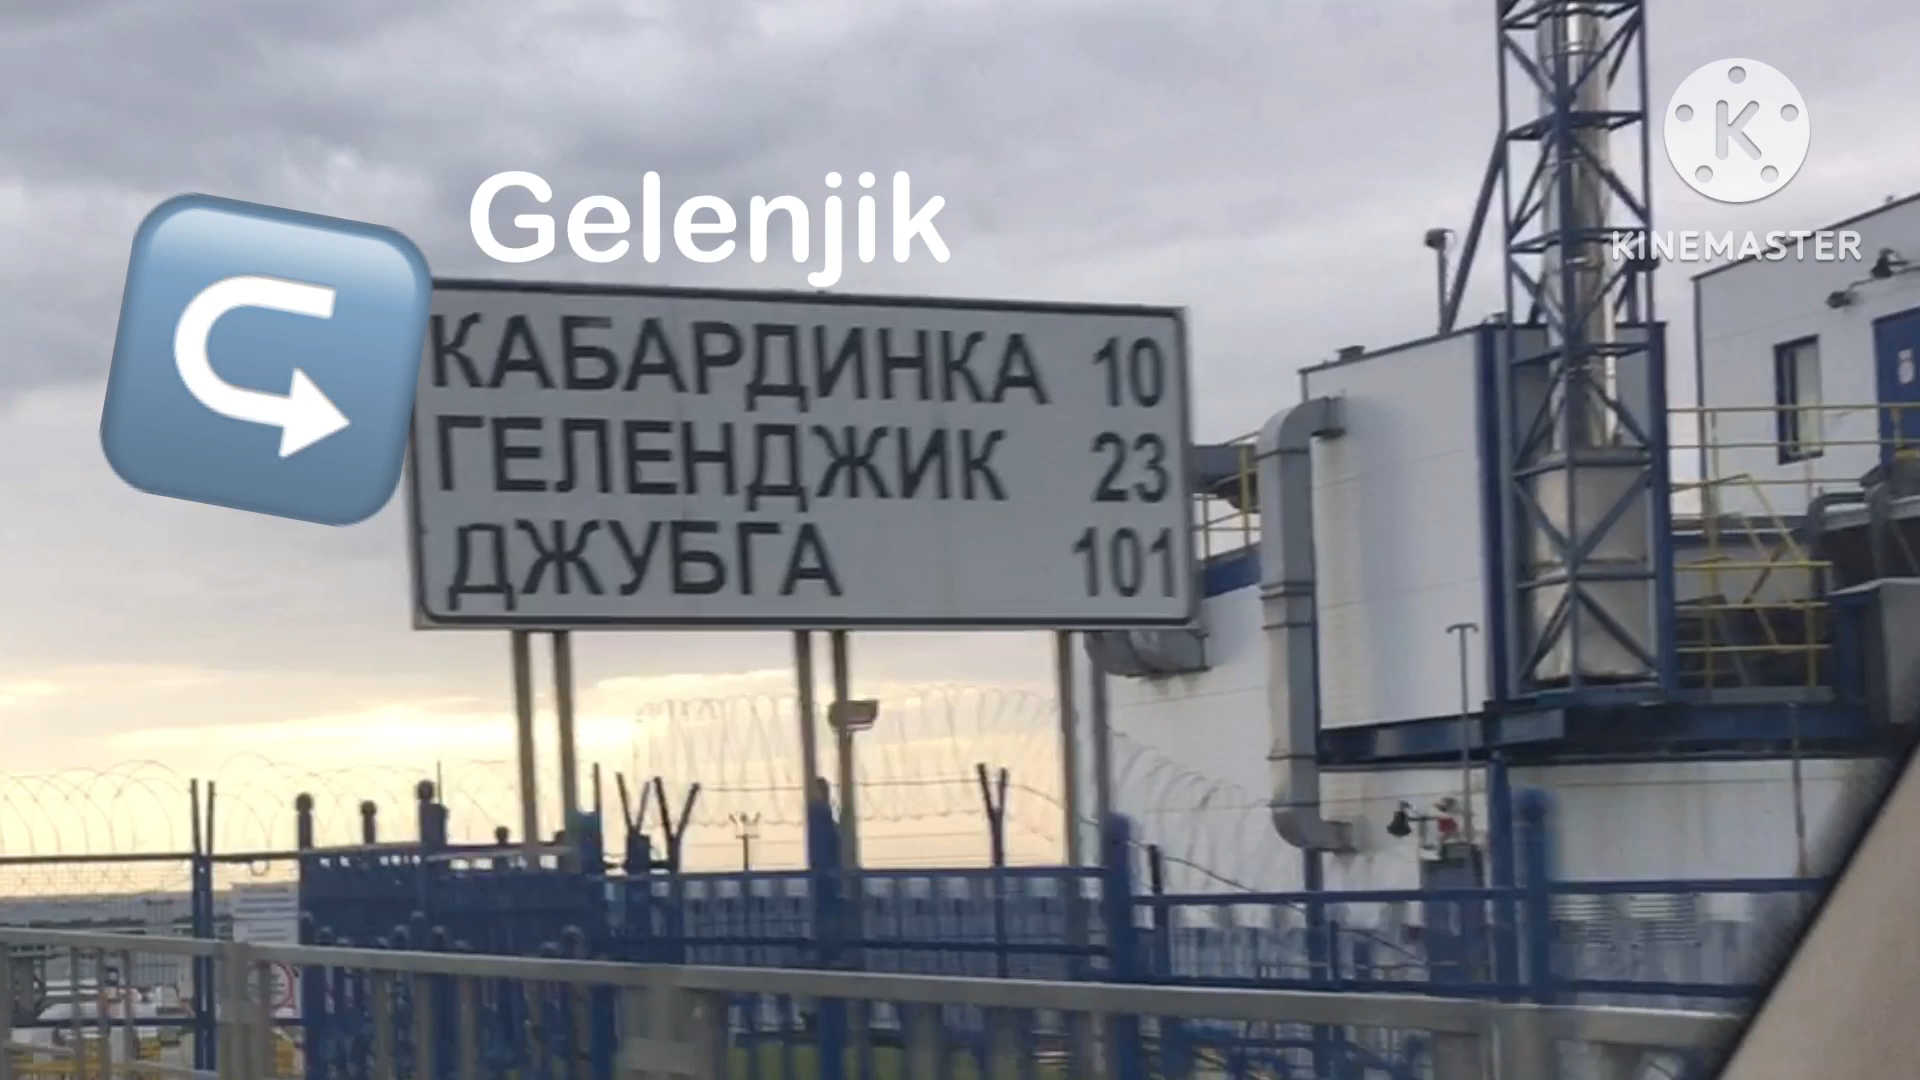 Gelenjik
K
KINEMASTER
КАБАРДИНКА 10
ГЕЛЕНДЖИК 23
ДЖУБГА 101